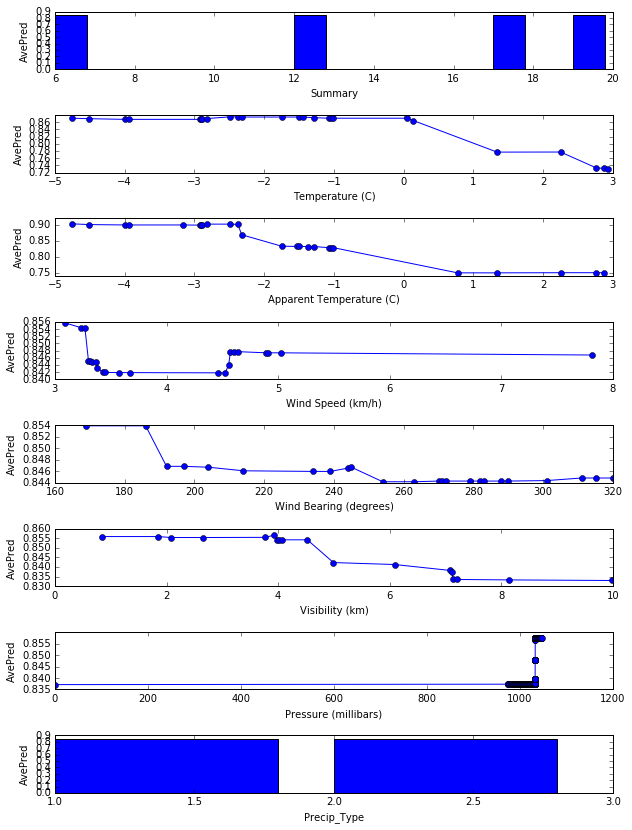 AvePred
0.9
0.8
0.7
0.6
0.5
0.4
0.3
0.2
0.1
0.0
6 8 10 12 14 16 18 20
Summary
AvePred
0.86
0.84
0.82
0.80
0.78
0.76
0.74
0.72
−5 −4 −3 −2 −1 0 1 2 3
Temperature (C)
AvePred
0.90
0.85
0.80
0.75
−5 −4 −3 −2 −1 0 1 2 3
Apparent Temperature (C)
AvePred
0.856
0.854
0.852
0.850
0.848
0.846
0.844
0.842
0.840
3 4 5 6 7 8
Wind Speed (km/h)
AvePred
0.854
0.852
0.850
0.848
0.846
0.844
160 180 200 220 240 260 280 300 320
Wind Bearing (degrees)
AvePred
0.860
0.855
0.850
0.845
0.840
0.835
0.830
0 2 4 6 8 10
Visibility (km)
AvePred
0.855
0.850
0.845
0.840
0.835
0 200 400 600 800 1000 1200
Pressure (millibars)
AvePred
0.9
0.8
0.7
0.6
0.5
0.4
0.3
0.2
0.1
0.0
1.0 1.5 2.0 2.5 3.0
Precip_Type